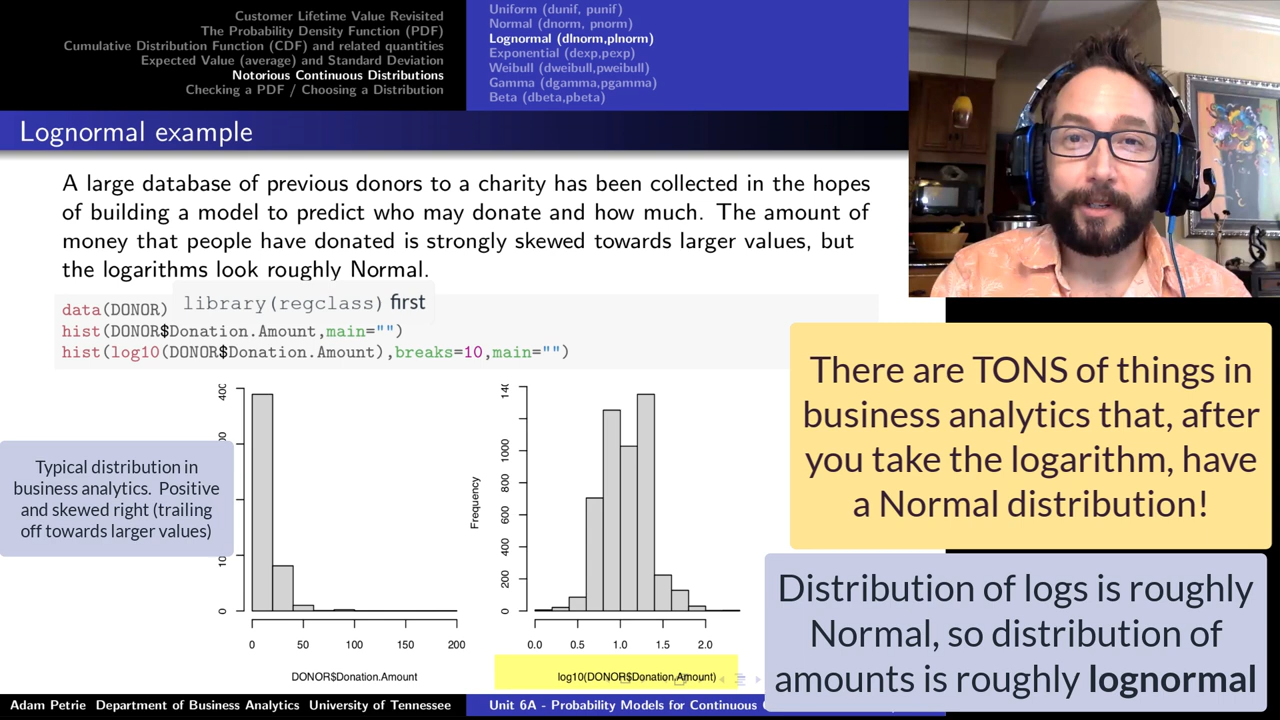 Customer Lifetime Value Revisited
The Probability Density Function (PDF)
Cumulative Distribution Function (CDF) and related quantities
Expected Value (average) and Standard Deviation
Notorious Continuous Distributions
Checking a PDF / Choosing a Distribution
Uniform (dunif, punif)
Normal (dnorm, pnorm)
Lognormal (dlnorm,plnorm)
Exponential (dexp,pexp)
Weibull (dweibull,pweibull)
Gamma (dgamma,pgamma)
Beta (dbeta,pbeta)
Lognormal example
A large database of previous donors to a charity has been collected in the hopes
of building a model to predict who may donate and how much. The amount of
money that people have donated is strongly skewed towards larger values, but
the logarithms look roughly Normal.
data(DONOR) library(regclass) first
hist(DONOR$Donation.Amount,main="")
hist(log10(DONOR$Donation.Amount),breaks=10,main="")
There are TONS of things in
business analytics that, after
you take the logarithm, have
a Normal distribution!
Typical distribution in
business analytics. Positive
and skewed right (trailing
off towards larger values)
0
0 50 100 150 200
DONOR$Donation.Amount
Frequency
1000
800
600
400
200
0
0.0 0.5 1.0 1.5 2.0
log10(DONOR$Donation.Amount)
Distribution of logs is roughly
Normal, so distribution of
amounts is roughly lognormal
Adam Petrie Department of Business Analytics University of Tennessee
Unit 6A - Probability Models for Continuous